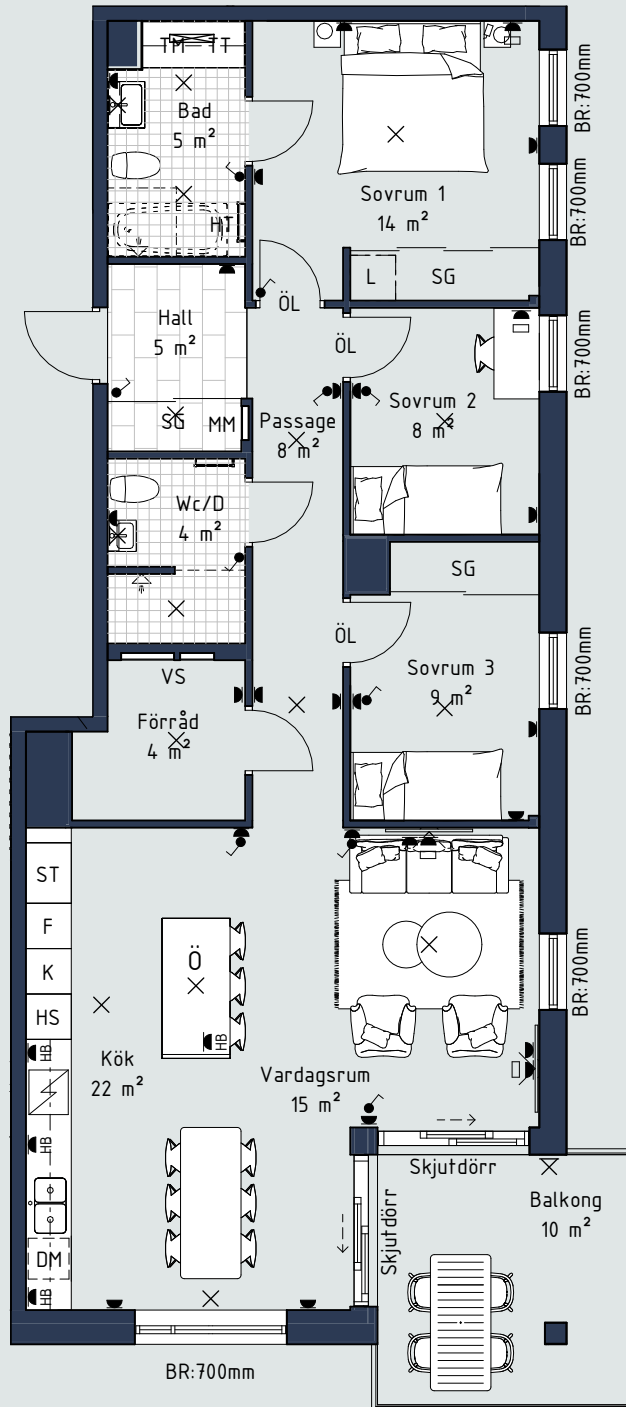 TM TT
Bad
5 m²
HT
BR:700mm
Sovrum 1
14 m²
BR:700mm
L
SG
Hall
5 m²
ÖL
ÖL
BR:700mm
SG
MM
Passage
8 m²
Sovrum 2
8 m²
Wc/D
4 m²
SG
ÖL
VS
Förråd
4 m²
Sovrum 3
9 m²
BR:700mm
ST
F
K
HS
Ö
HB
BR:700mm
HB
Kök
22 m²
Vardagsrum
15 m²
HB
Skjutdörr
Skjutdörr
Balkong
10 m²
DM
HB
BR:700mm